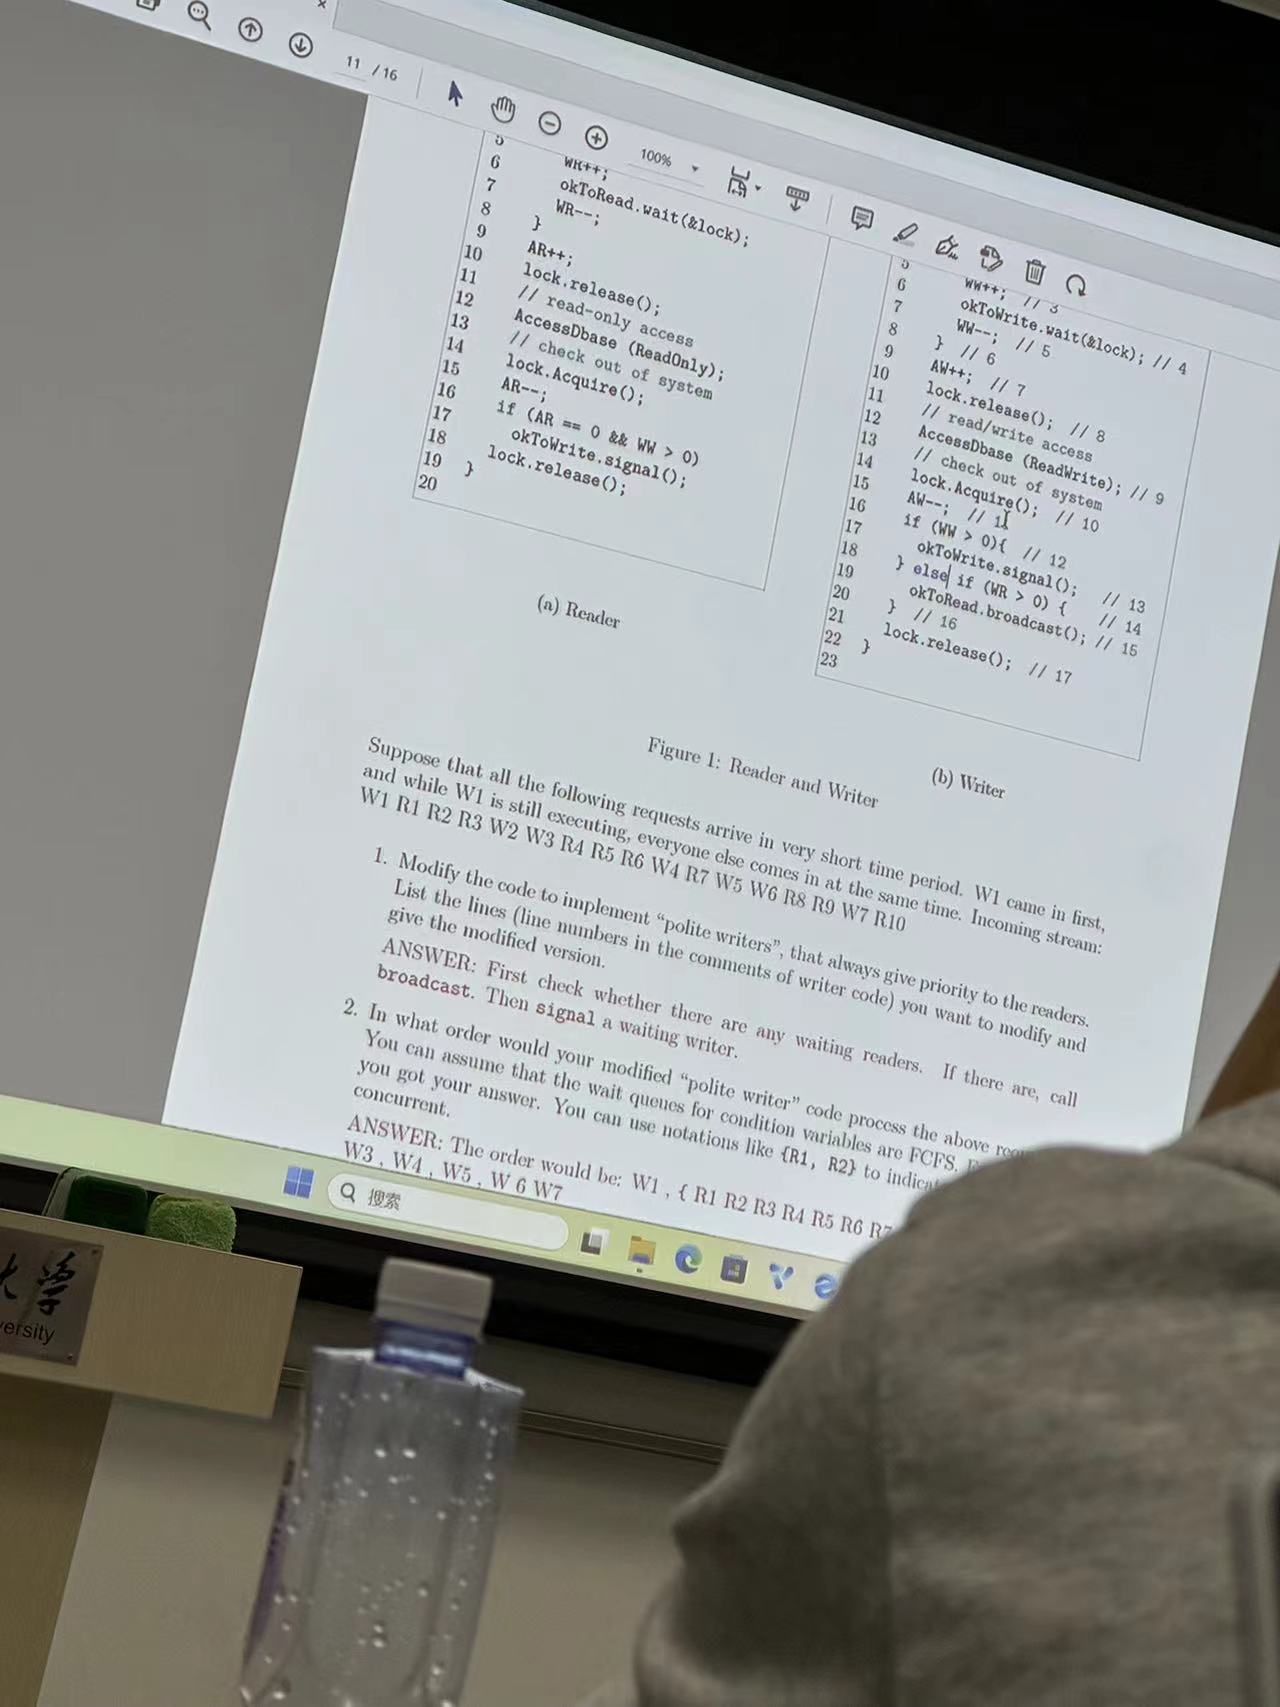 11 / 16
100%
5
6 WR++;
7 okToRead.wait(&lock);
8 WR--;
9 }
10 AR++;
11 lock.release();
12 // read-only access
13 AccessDbase (ReadOnly);
14 // check out of system
15 lock.Acquire();
16 AR--;
17 if (AR == 0 && WW > 0)
18 okToWrite.signal();
19 lock.release();
20 }
(a) Reader
5
6 WW++; // 3
7 okToWrite.wait(&lock); // 4
8 WW--; // 5
9 } // 6
10 AW++; // 7
11 lock.release(); // 8
12 // read/write access
13 AccessDbase (ReadWrite); // 9
14 // check out of system
15 lock.Acquire(); // 10
16 AW--; // 11
17 if (WW > 0){ // 12
18 okToWrite.signal(); // 13
19 } else if (WR > 0) { // 14
20 okToRead.broadcast(); // 15
21 } // 16
22 lock.release(); // 17
23 }
(b) Writer
Figure 1: Reader and Writer
Suppose that all the following requests arrive in very short time period. W1 came in first,
and while W1 is still executing, everyone else comes in at the same time. Incoming stream:
W1 R1 R2 R3 W2 W3 R4 R5 R6 W4 R7 W5 W6 R8 R9 W7 R10
1. Modify the code to implement “polite writers”, that always give priority to the readers.
List the lines (line numbers in the comments of writer code) you want to modify and
give the modified version.
ANSWER: First check whether there are any waiting readers. If there are, call
broadcast. Then signal a waiting writer.
2. In what order would your modified “polite writer” code process the above
You can assume that the wait queues for condition variables are FCFS.
you got your answer. You can use notations like {R1, R2} to
concurrent.
ANSWER: The order would be: W1 , { R1 R2 R3 R4 R5 R6 R7
W3 , W4 , W5 , W 6 W7
搜索
大学
versity